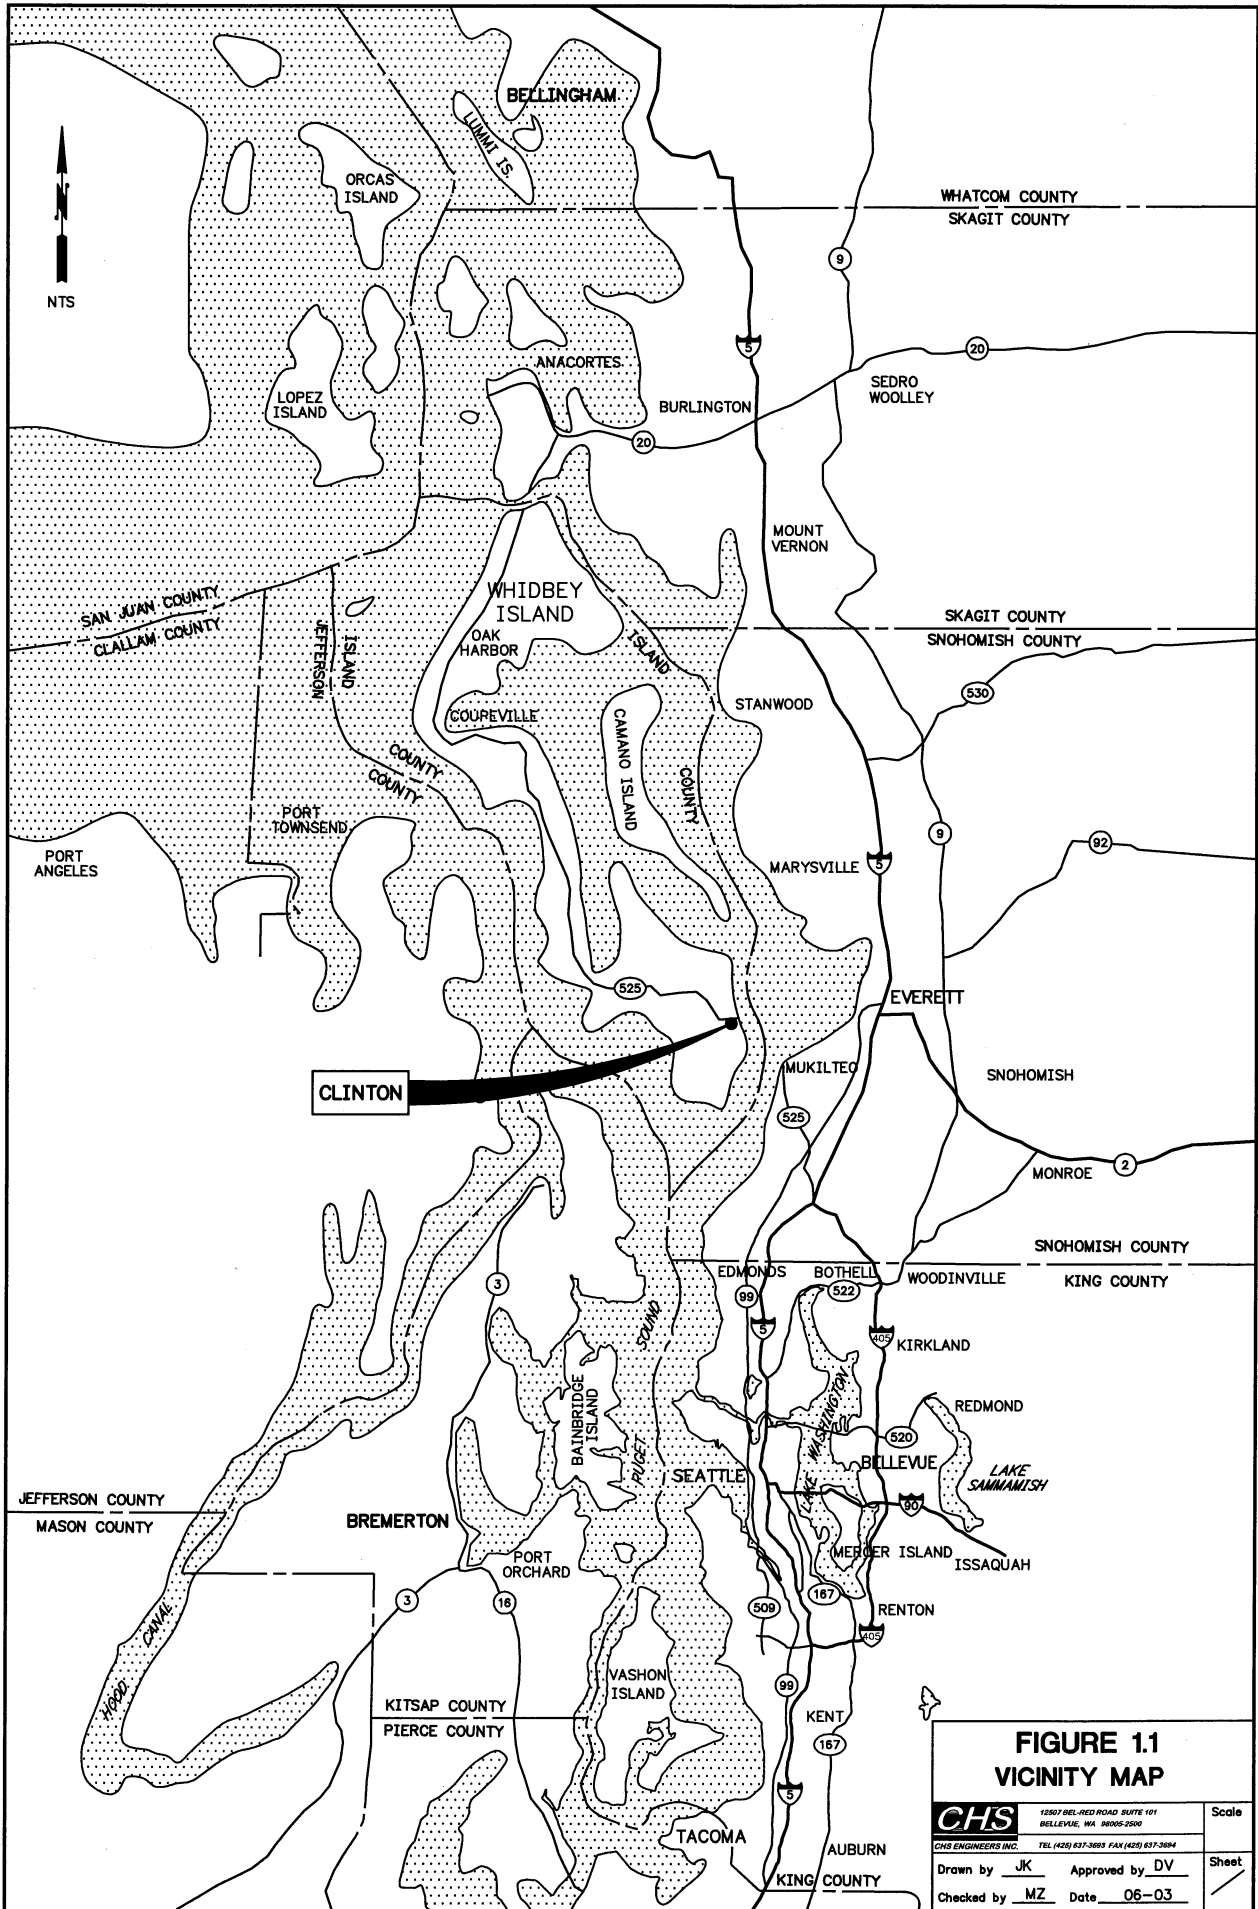 BELLINGHAM
LUMMI IS.
ORCAS
ISLAND
N
NTS
WHATCOM COUNTY
SKAGIT COUNTY
9
5
20
ANACORTES
SEDRO
WOOLLEY
LOPEZ
ISLAND
BURLINGTON
20
MOUNT
VERNON
WHIDBEY
ISLAND
SAN JUAN COUNTY
CLALLAM COUNTY
JEFFERSON
ISLAND
OAK
HARBOR
ISLAND
SKAGIT COUNTY
SNOHOMISH COUNTY
530
COUPEVILLE
CAMANO ISLAND
STANWOOD
COUNTY
COUNTY
COUNTY
PORT
TOWNSEND
PORT
ANGELES
9
92
MARYSVILLE
5
525
EVERETT
MUKILTEO
SNOHOMISH
CLINTON
525
2
MONROE
SNOHOMISH COUNTY
KING COUNTY
EDMONDS
BOTHELL
WOODINVILLE
3
99
522
5
405
KIRKLAND
SOUND
PUGET
BAINBRIDGE
ISLAND
LAKE WASHINGTON
REDMOND
520
BELLEVUE
SEATTLE
LAKE
SAMMAMISH
JEFFERSON COUNTY
MASON COUNTY
90
BREMERTON
PORT
ORCHARD
MERCER ISLAND
ISSAQUAH
3
16
509
167
RENTON
405
HOOD CANAL
VASHON
ISLAND
99
KITSAP COUNTY
PIERCE COUNTY
KENT
167
5
TACOMA
AUBURN
KING COUNTY
FIGURE 1.1
VICINITY MAP
CHS
CHS ENGINEERS INC.
12507 BEL-RED ROAD SUITE 101
BELLEVUE, WA 98005-2500
TEL (425) 637-3693 FAX (425) 637-3694
Scale
Drawn by JK Approved by DV
Sheet
Checked by MZ Date 06-03